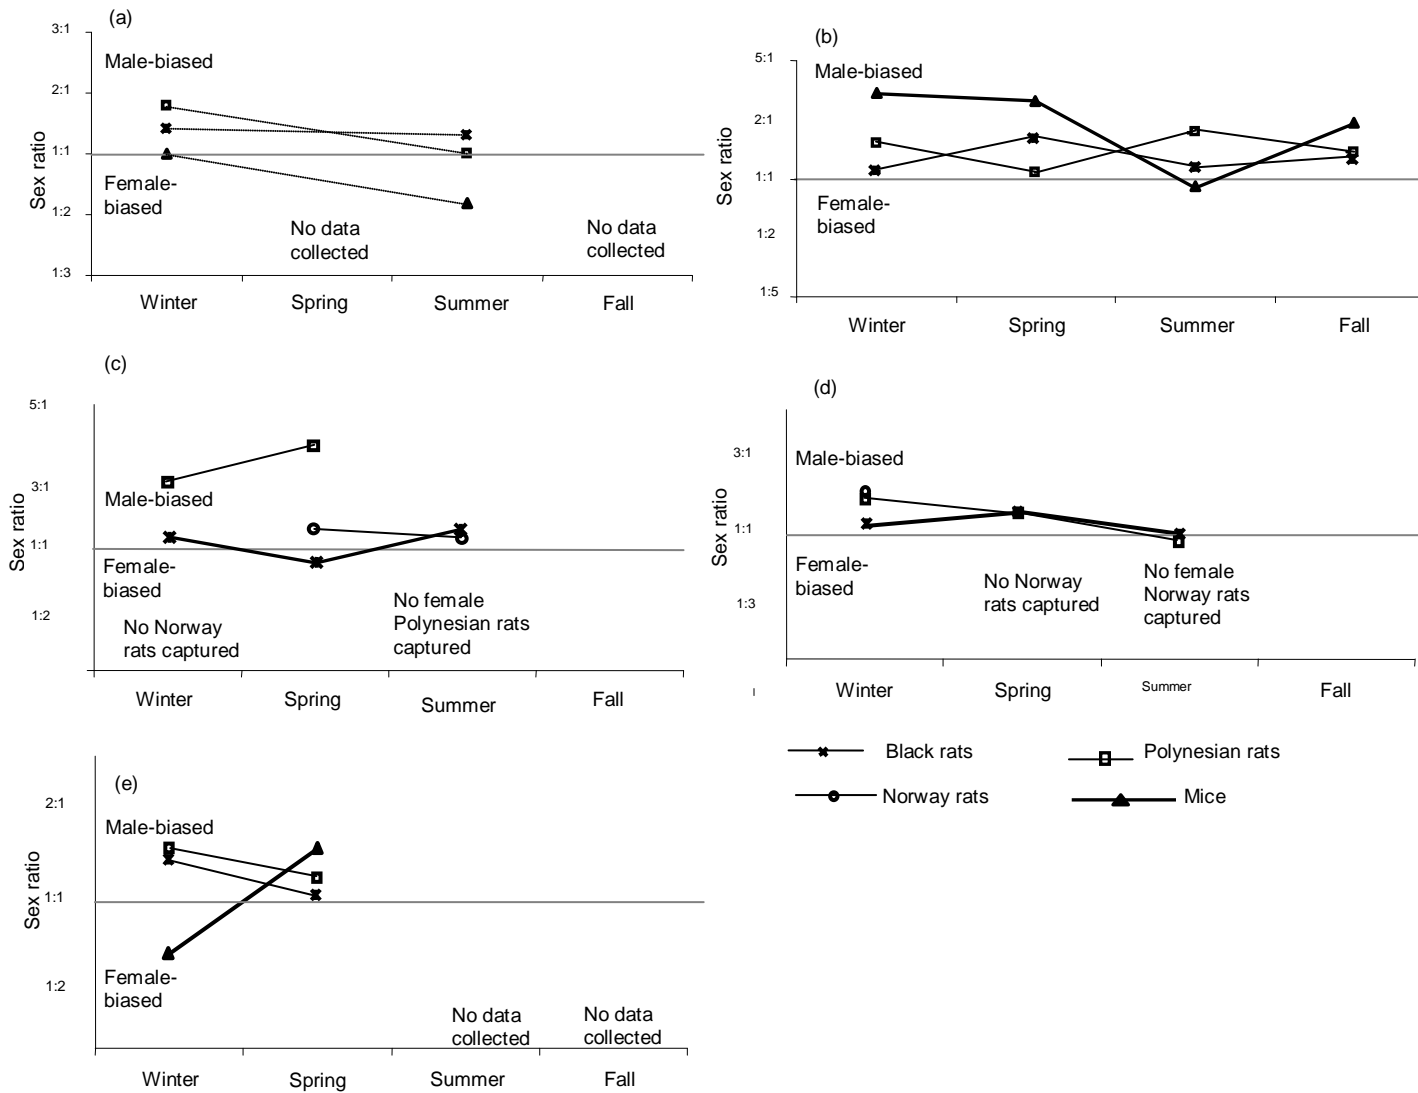 (a)
3:1
Male-biased
2:1
1:1
Sex ratio
Female-
biased
1:2
No data
collected
No data
collected
1:3
Winter
Spring
Summer
Fall
(b)
5:1
Male-biased
2:1
Sex ratio
1:1
Female-
biased
1:2
1:5
Winter
Spring
Summer
Fall
(c)
5:1
3:1
Male-biased
Sex ratio
1:1
Female-
biased
1:2
No Norway
rats captured
No female
Polynesian rats
captured
Winter
Spring
Summer
Fall
(d)
3:1
Male-biased
Sex ratio
1:1
Female-
biased
1:3
No Norway
rats captured
No female
Norway rats
captured
Winter
Spring
Summer
Fall
Black rats
Polynesian rats
Norway rats
Mice
(e)
2:1
Male-biased
Sex ratio
1:1
Female-
biased
1:2
No data
collected
No data
collected
Winter
Spring
Summer
Fall